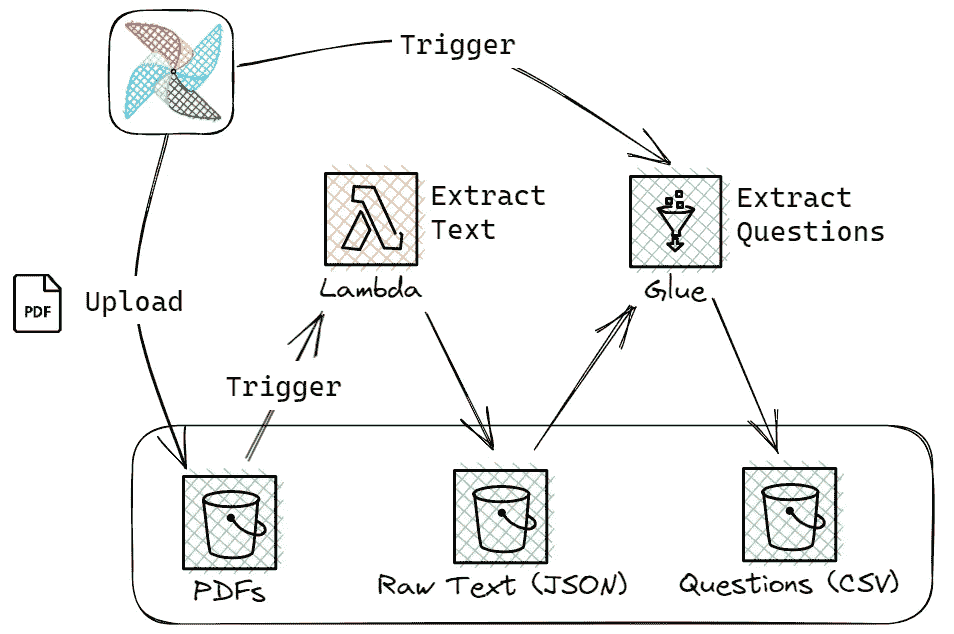 Trigger
Extract
Text
Lambda
Extract
Questions
Glue
PDF
Upload
Trigger
PDFs
Raw Text (JSON)
Questions (CSV)